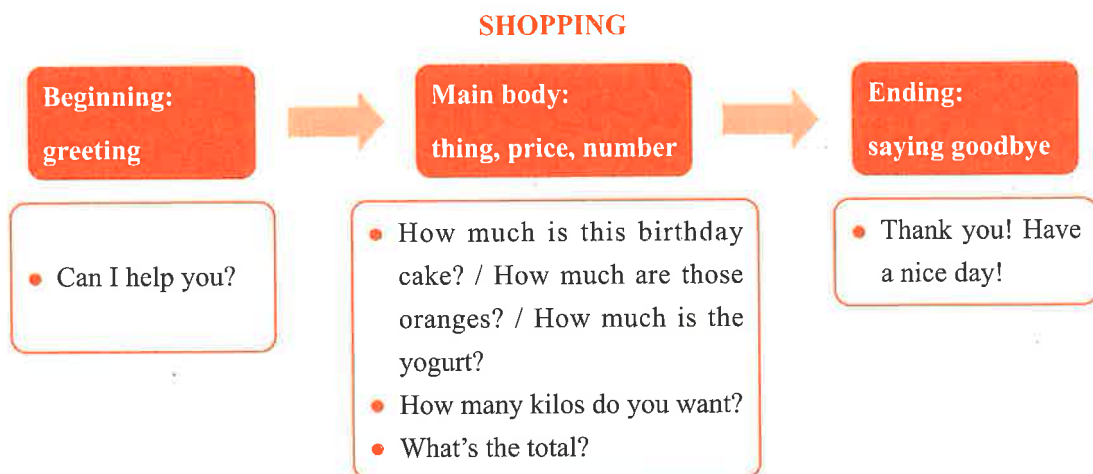 SHOPPING
Beginning:
greeting
Main body:
thing, price, number
Ending:
saying goodbye
• Can I help you?
• How much is this birthday
cake? / How much are those
oranges? / How much is the
yogurt?
• How many kilos do you want?
• What's the total?
• Thank you! Have
a nice day!